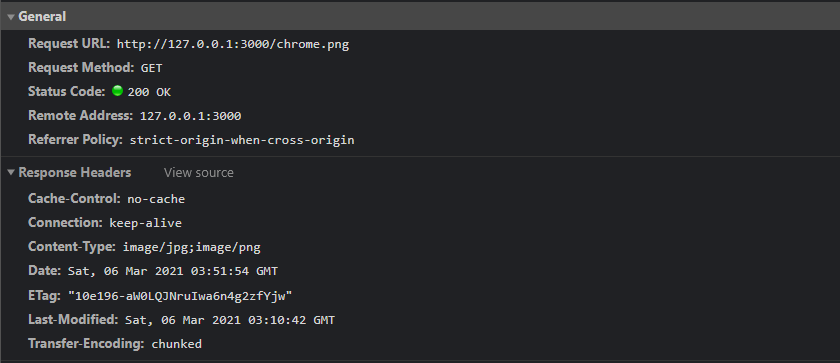 General
Request URL: http://127.0.0.1:3000/chrome.png
Request Method: GET
Status Code: 200 OK
Remote Address: 127.0.0.1:3000
Referrer Policy: strict-origin-when-cross-origin
Response Headers View source
Cache-Control: no-cache
Connection: keep-alive
Content-Type: image/jpg;image/png
Date: Sat, 06 Mar 2021 03:51:54 GMT
ETag: "10e196-aW0LQJNruIwa6n4g2zfYjw"
Last-Modified: Sat, 06 Mar 2021 03:10:42 GMT
Transfer-Encoding: chunked